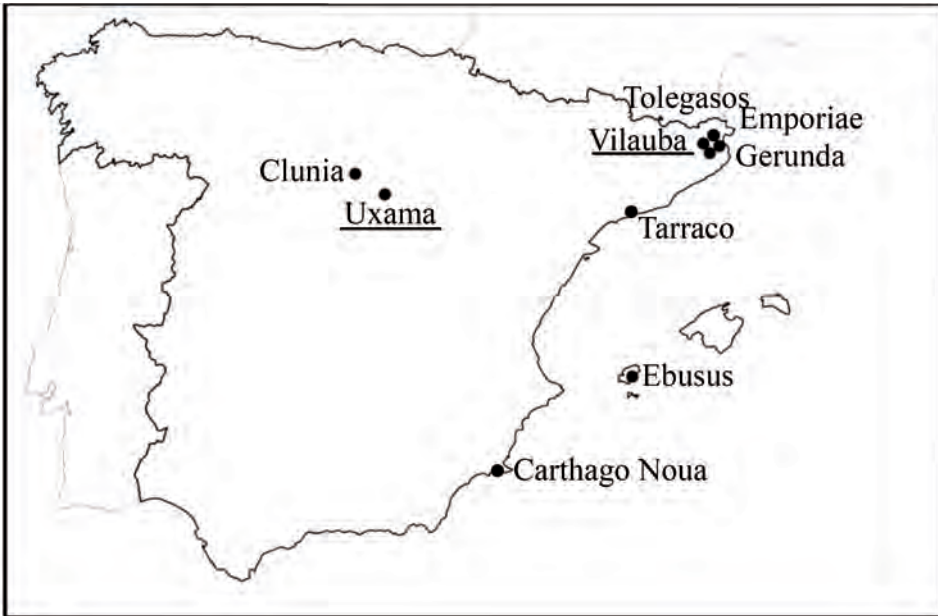 Tolegasos
Emporiae
Vilauba
Gerunda
Clunia
Uxama
Tarraco
Ebusus
Carthago Noua